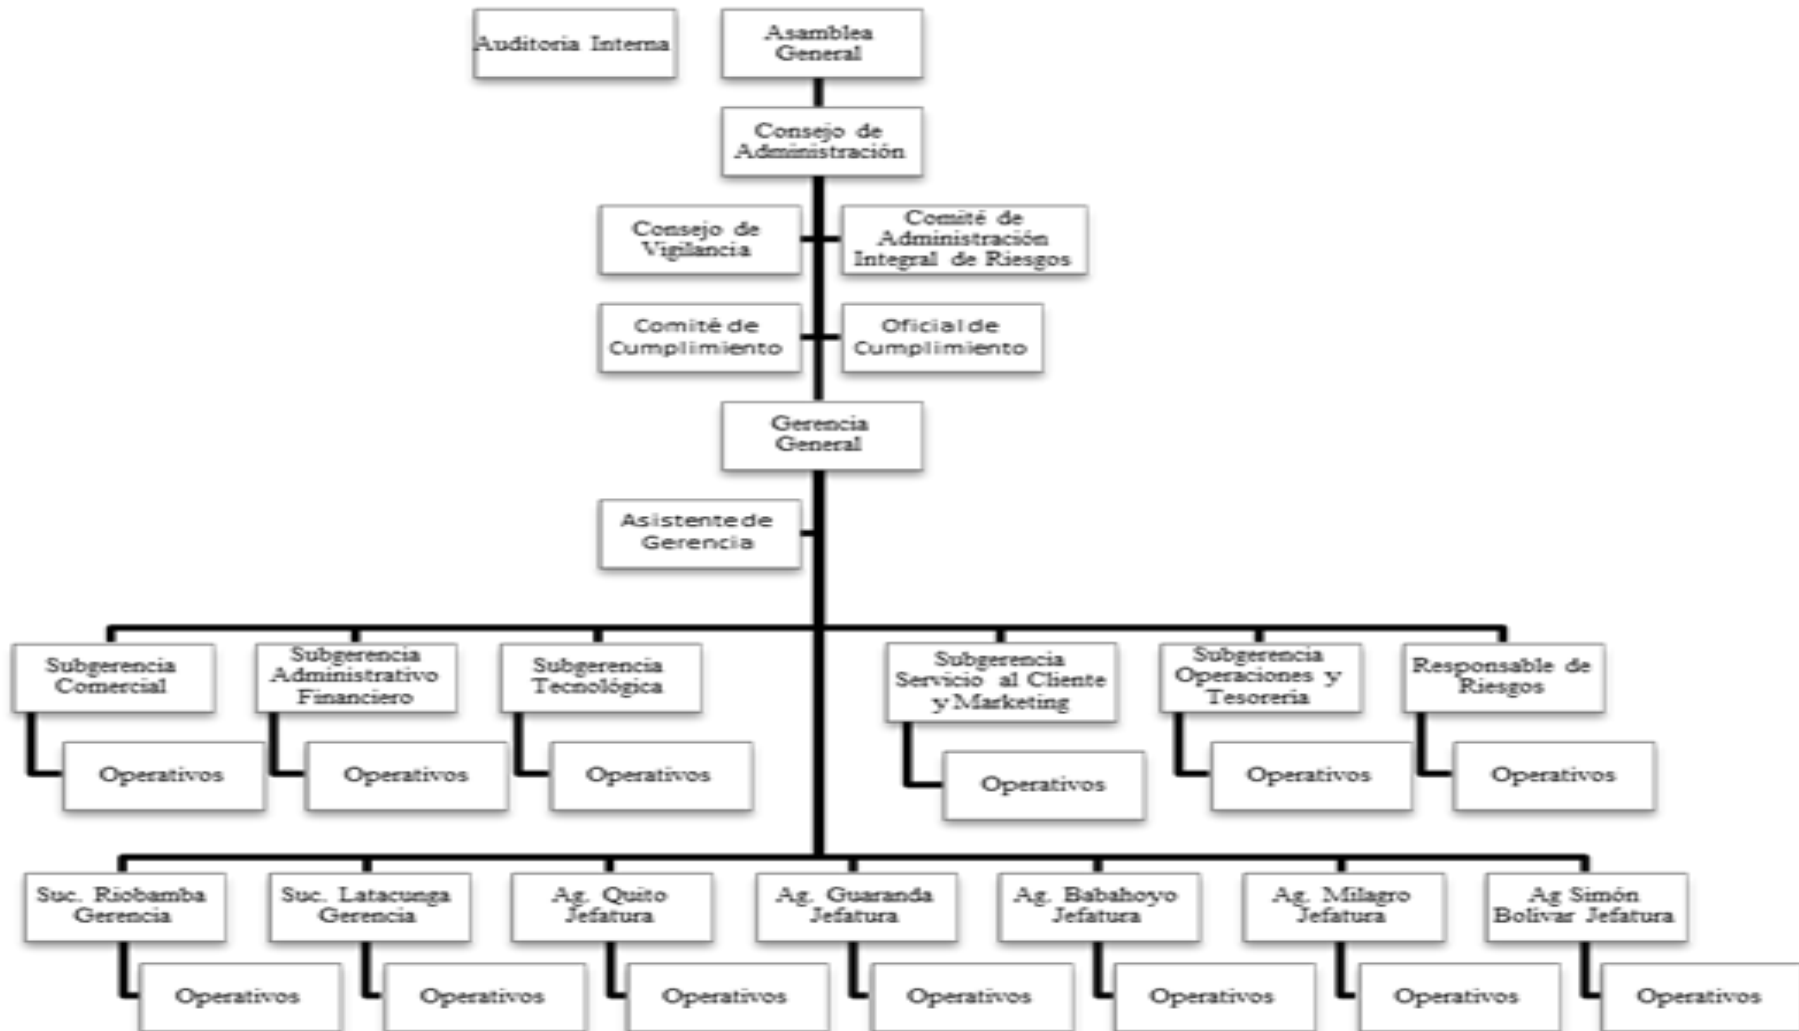 Auditoria Interna
Asamblea
General
Consejo de
Administración
Consejo de
Vigilancia
Comité de
Administración
Integral de Riesgos
Comité de
Cumplimiento
Oficial de
Cumplimiento
Gerencia
General
Asistente de
Gerencia
Subgerencia
Comercial
Subgerencia
Administrativo
Financiero
Subgerencia
Tecnológica
Subgerencia
Servicio al Cliente
y Marketing
Subgerencia
Operaciones y
Tesorería
Responsable de
Riesgos
Operativos
Operativos
Operativos
Operativos
Operativos
Operativos
Suc. Riobamba
Gerencia
Suc. Latacunga
Gerencia
Ag. Quito
Jefatura
Ag. Guaranda
Jefatura
Ag. Babahoyo
Jefatura
Ag. Milagro
Jefatura
Ag Simón
Bolivar Jefatura
Operativos
Operativos
Operativos
Operativos
Operativos
Operativos
Operativos